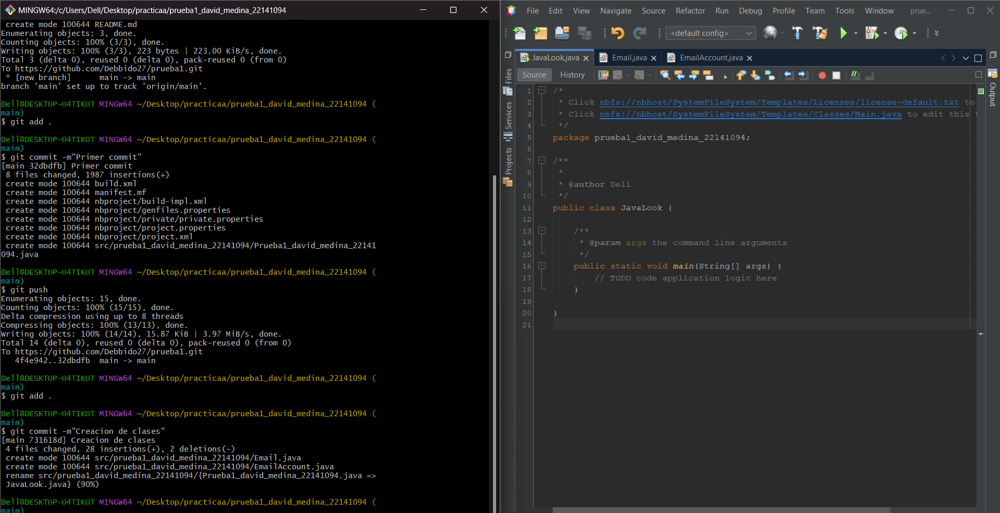 MINGW64:/c/Users/Dell/Desktop/practicaa/prueba1_david_medina_22141094
 create mode 100644 README.md
Enumerating objects: 3, done.
Counting objects: 100% (3/3), done.
Writing objects: 100% (3/3), 223 bytes | 223.00 KiB/s, done.
Total 3 (delta 0), reused 0 (delta 0), pack-reused 0 (from 0)
To https://github.com/Debbido27/prueba1.git
 * [new branch]      main -> main
branch 'main' set up to track 'origin/main'.
Dell@DESKTOP-O4TIKOT MINGW64 ~/Desktop/practicaa/prueba1_david_medina_22141094 (
main)
$ git add .
Dell@DESKTOP-O4TIKOT MINGW64 ~/Desktop/practicaa/prueba1_david_medina_22141094 (
main)
$ git commit -m"Primer commit"
[main 32dbdfb] Primer commit
 8 files changed, 1987 insertions(+)
 create mode 100644 build.xml
 create mode 100644 manifest.mf
 create mode 100644 nbproject/build-impl.xml
 create mode 100644 nbproject/genfiles.properties
 create mode 100644 nbproject/private/private.properties
 create mode 100644 nbproject/project.properties
 create mode 100644 nbproject/project.xml
 create mode 100644 src/prueba1_david_medina_22141094/Prueba1_david_medina_22141
094.java
Dell@DESKTOP-O4TIKOT MINGW64 ~/Desktop/practicaa/prueba1_david_medina_22141094 (
main)
$ git push
Enumerating objects: 15, done.
Counting objects: 100% (15/15), done.
Delta compression using up to 8 threads
Compressing objects: 100% (13/13), done.
Writing objects: 100% (14/14), 15.87 KiB | 3.97 MiB/s, done.
Total 14 (delta 0), reused 0 (delta 0), pack-reused 0 (from 0)
To https://github.com/Debbido27/prueba1.git
   4f4e942..32dbdfb  main -> main
Dell@DESKTOP-O4TIKOT MINGW64 ~/Desktop/practicaa/prueba1_david_medina_22141094 (
main)
$ git add .
Dell@DESKTOP-O4TIKOT MINGW64 ~/Desktop/practicaa/prueba1_david_medina_22141094 (
main)
$ git commit -m"Creacion de clases"
[main 731618d] Creacion de clases
 4 files changed, 28 insertions(+), 2 deletions(-)
 create mode 100644 src/prueba1_david_medina_22141094/Email.java
 create mode 100644 src/prueba1_david_medina_22141094/EmailAccount.java
 rename src/prueba1_david_medina_22141094/{Prueba1_david_medina_22141094.java =>
 JavaLook.java} (90%)
Dell@DESKTOP-O4TIKOT MINGW64 ~/Desktop/practicaa/prueba1_david_medina_22141094 (
main)
File Edit View Navigate Source Refactor Run Debug Profile Team Tools Window prue...
<default config>
JavaLook.java Email.java EmailAccount.java
Source History
Files
Services
Projects
Output
1 /*
2 * Click nbfs://nbhost/SystemFileSystem/Templates/Licenses/license-default.txt to
3 * Click nbfs://nbhost/SystemFileSystem/Templates/Classes/Main.java to edit this t
4 */
5 package prueba1_david_medina_22141094;
6
7 /**
8 *
9 * @author Dell
10 */
11 public class JavaLook {
12
13 /**
14 * @param args the command line arguments
15 */
16 public static void main(String[] args) {
17 // TODO code application logic here
18 }
19
20 }
21